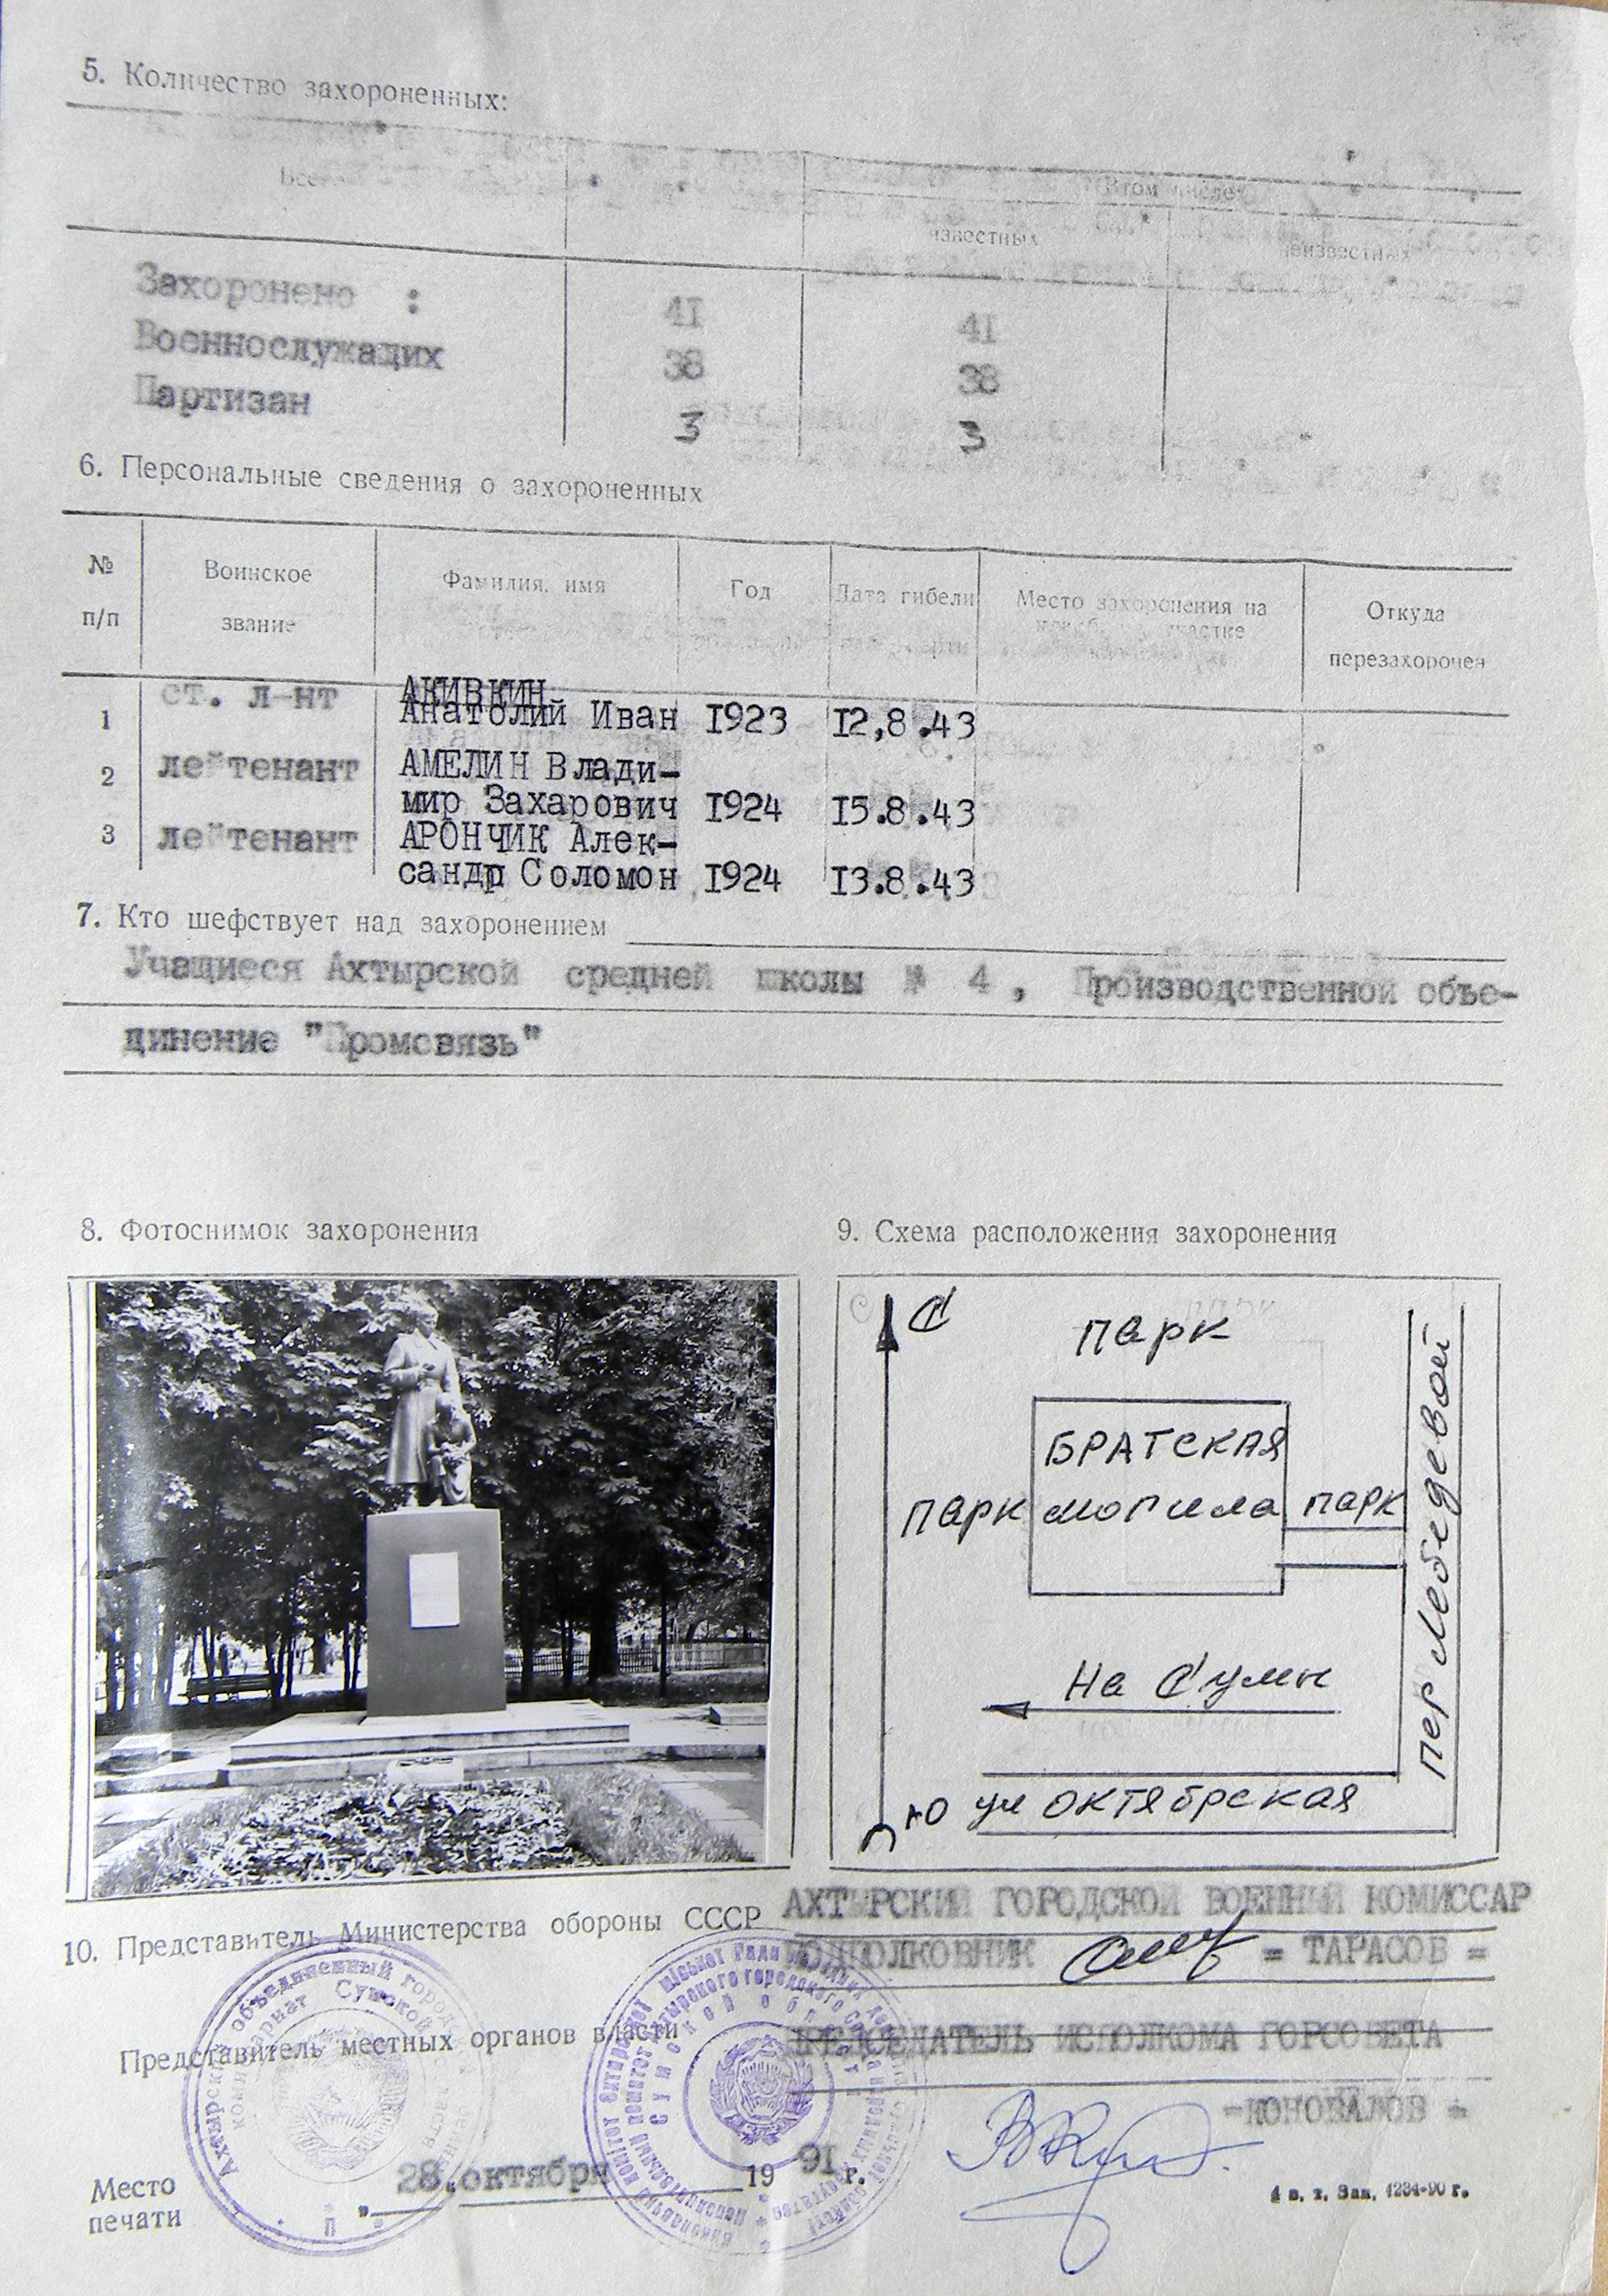 5. Количество захороненных:
Всего
В том числе
известных
неизвестных
Захоронено : 41 41
Военнослужащих 38 38
Партизан 3 3
6. Персональные сведения о захороненных
№ Воинское Фамилия, имя Год Дата гибели Место захоронения на Откуда
п/п звание участке перезахоронен
1 ст. л-нт АКИВКИН
Анатолий Иван 1923 12,8.43
2 лейтенант АМЕЛИН Влади-
мир Захарович 1924 15.8.43
3 лейтенант АРОНЧИК Алек-
сандр Соломон 1924 13.8.43
7. Кто шефствует над захоронением
Учащиеся Ахтырской средней школы № 4, Производственной объе-
динение "Промсвязь"
8. Фотоснимок захоронения
9. Схема расположения захоронения
С
парк
БРАТСКАЯ
парк могила парк
пер Лебедевой
На Сумы
Ю ул октябрская
АХТЫРСКИЙ ГОРОДСКОЙ ВОЕННЫЙ КОМИССАР
10. Представитель Министерства обороны СССР
ПОДПОЛКОВНИК = ТАРАСОВ =
Представитель местных органов власти
ПРЕДСЕДАТЕЛЬ ИСПОЛКОМА ГОРСОВЕТА
-КОНОВАЛОВ =
Место
печати
„28.октября 19 91 г.
4 в. т. Зак. 1234-90 г.